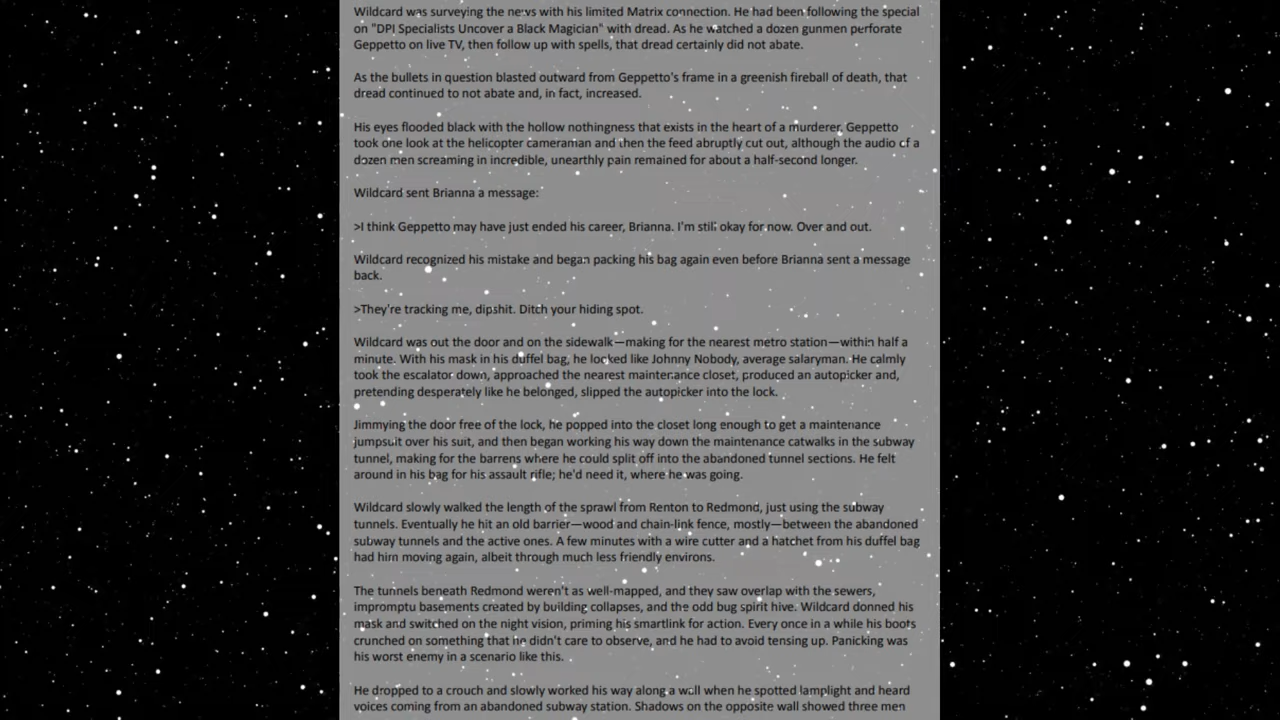 Wildcard was surveying the news with his limited Matrix connection. He had been following the special
on "DPI Specialists Uncover a Black Magician" with dread. As he watched a dozen gunmen perforate
Geppetto on live TV, then follow up with spells, that dread certainly did not abate.
As the bullets in question blasted outward from Geppetto's frame in a greenish fireball of death, that
dread continued to not abate and, in fact, increased.
His eyes flooded black with the hollow nothingness that exists in the heart of a murderer, Geppetto
took one look at the helicopter cameraman and then the feed abruptly cut out, although the audio of a
dozen men screaming in incredible, unearthly pain remained for about a half-second longer.
Wildcard sent Brianna a message:
>I think Geppetto may have just ended his career, Brianna. I'm still okay for now. Over and out.
Wildcard recognized his mistake and began packing his bag again even before Brianna sent a message
back.
>They're tracking me, dipshit. Ditch your hiding spot.
Wildcard was out the door and on the sidewalk—making for the nearest metro station—within half a
minute. With his mask in his duffel bag, he looked like Johnny Nobody, average salaryman. He calmly
took the escalator down, approached the nearest maintenance closet, produced an autopicker and,
pretending desperately like he belonged, slipped the autopicker into the lock.
Jimmying the door free of the lock, he popped into the closet long enough to get a maintenance
jumpsuit over his suit, and then began working his way down the maintenance catwalks in the subway
tunnel, making for the barrens where he could split off into the abandoned tunnel sections. He felt
around in his bag for his assault rifle; he'd need it, where he was going.
Wildcard slowly walked the length of the sprawl from Renton to Redmond, just using the subway
tunnels. Eventually he hit an old barrier—wood and chain-link fence, mostly—between the abandoned
subway tunnels and the active ones. A few minutes with a wire cutter and a hatchet from his duffel bag
had him moving again, albeit through much less friendly environs.
The tunnels beneath Redmond weren't as well-mapped, and they saw overlap with the sewers,
impromptu basements created by building collapses, and the odd bug spirit hive. Wildcard donned his
mask and switched on the night vision, priming his smartlink for action. Every once in a while his boots
crunched on something that he didn't care to observe, and he had to avoid tensing up. Panicking was
his worst enemy in a scenario like this.
He dropped to a crouch and slowly worked his way along a wall when he spotted lamplight and heard
voices coming from an abandoned subway station. Shadows on the opposite wall showed three men